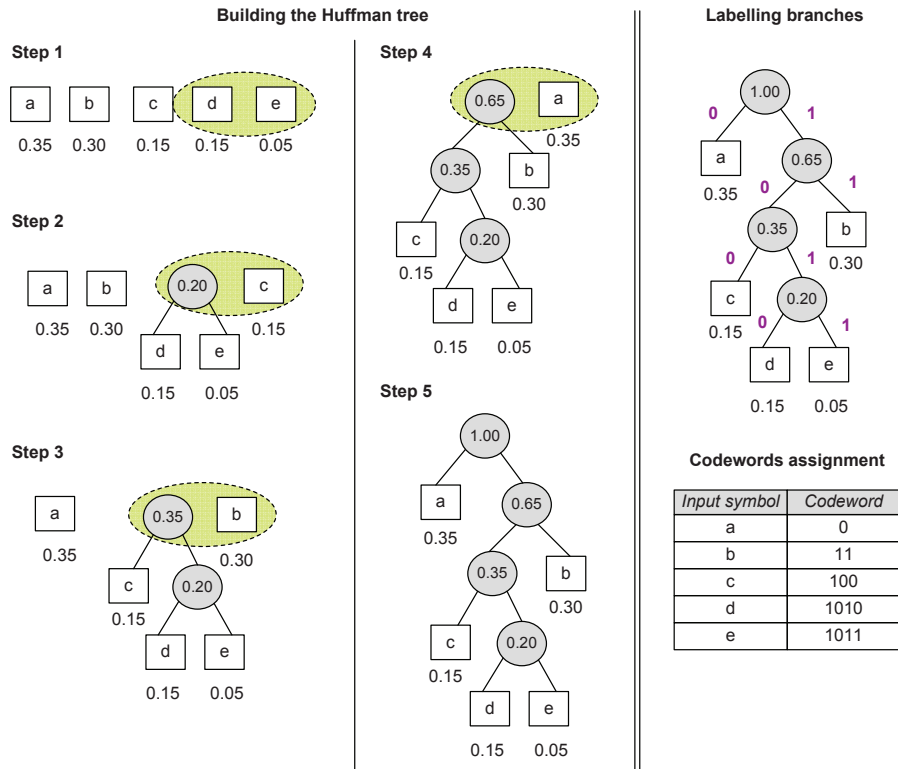 Building the Huffman tree
Step 1
a b c d e
0.35 0.30 0.15 0.15 0.05
Step 2
a b 0.20 c
0.35 0.30 0.15
d e
0.15 0.05
Step 3
a 0.35 b
0.35 0.30
c 0.20
0.15
d e
0.15 0.05
Step 4
0.65 a
0.35
0.35 b
0.30
c 0.20
0.15
d e
0.15 0.05
Step 5
1.00
a 0.65
0.35
0.35 b
0.30
c 0.20
0.15
d e
0.15 0.05
Labelling branches
1.00
0 1
a 0.65
0.35
0 1
0.35 b
0.30
0 1
c 0.20
0.15
0 1
d e
0.15 0.05
Codewords assignment
Input symbol Codeword
a 0
b 11
c 100
d 1010
e 1011